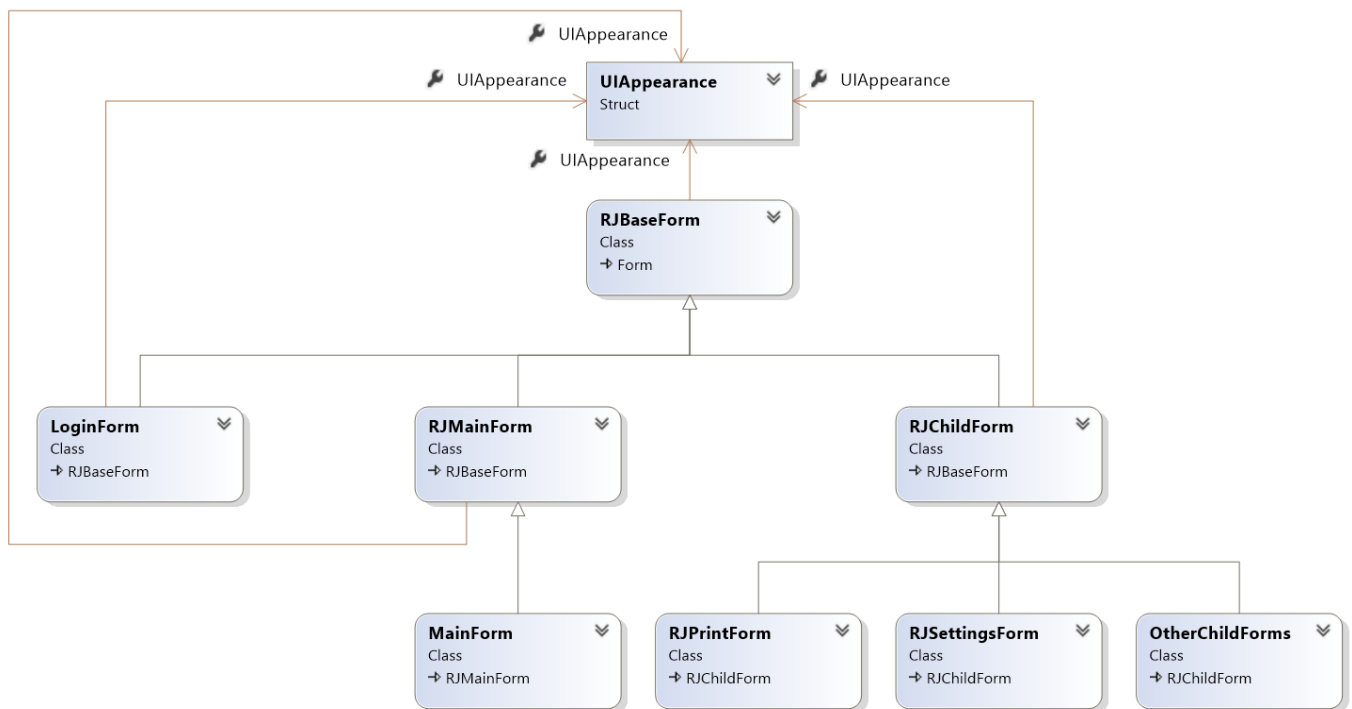 UIAppearance
UIAppearance
UIAppearance
Struct
UIAppearance
UIAppearance
RJBaseForm
Class
Form
LoginForm
Class
RJBaseForm
RJMainForm
Class
RJBaseForm
RJChildForm
Class
RJBaseForm
MainForm
Class
RJMainForm
RJPrintForm
Class
RJChildForm
RJSettingsForm
Class
RJChildForm
OtherChildForms
Class
RJChildForm